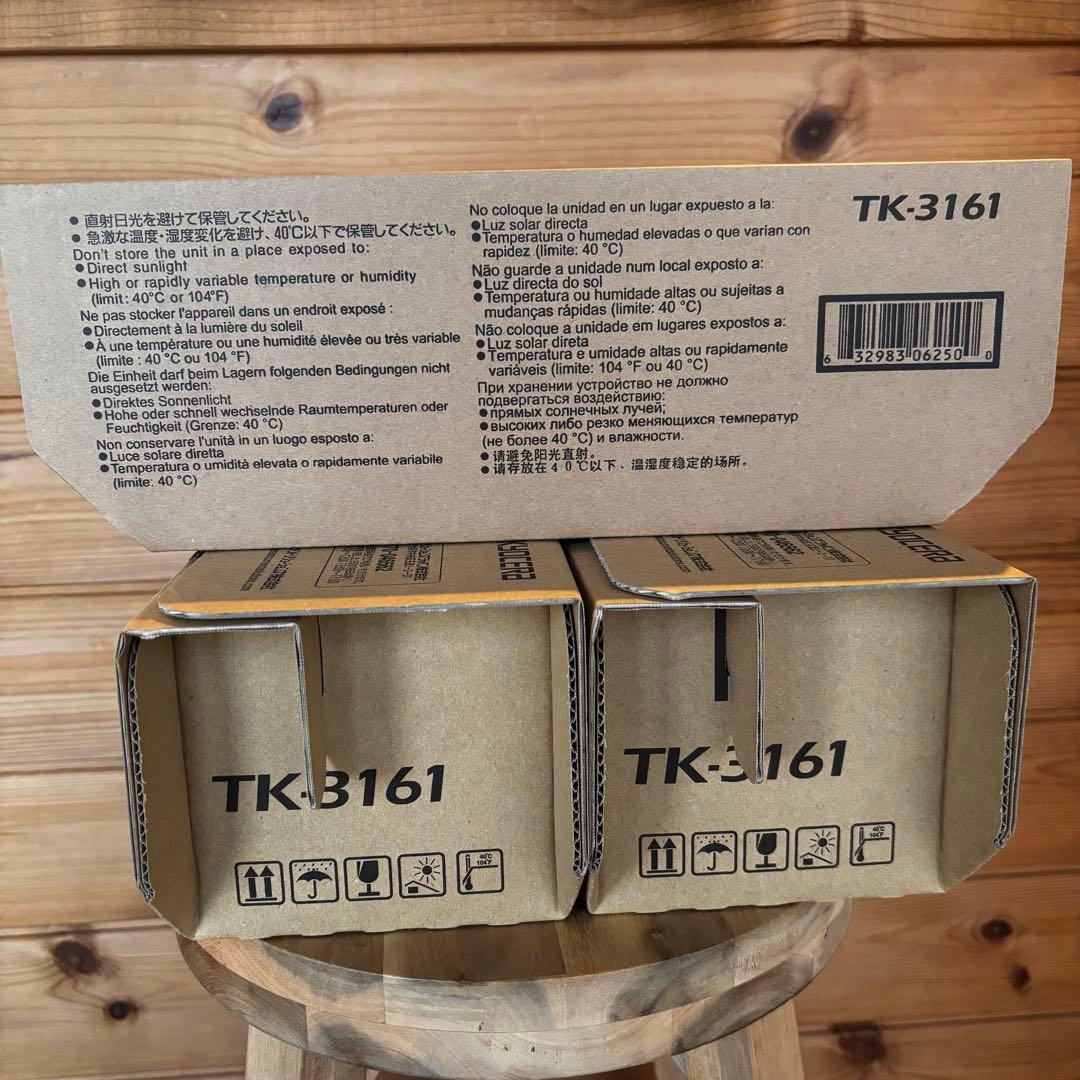 ● 直射日光を避けて保管してください。
● 急激な温度・湿度変化を避け、40℃以下で保管してください。
Don't store the unit in a place exposed to:
● Direct sunlight
● High or rapidly variable temperature or humidity
(limit: 40°C or 104°F)
Ne pas stocker l'appareil dans un endroit exposé :
● Directement à la lumière du soleil
● À une température ou une humidité élevée ou très variable
(limite : 40 °C ou 104 °F)
Die Einheit darf beim Lagern folgenden Bedingungen nicht
ausgesetzt werden:
● Direktes Sonnenlicht
● Hohe oder schnell wechselnde Raumtemperaturen oder
Feuchtigkeit (Grenze: 40 °C)
Non conservare l'unità in un luogo esposto a:
● Luce solare diretta
● Temperatura o umidità elevata o rapidamente variabile
(limite: 40 °C)
No coloque la unidad en un lugar expuesto a la:
● Luz solar directa
● Temperatura o humedad elevadas o que varían con
rapidez (límite: 40 °C)
Não guarde a unidade num local exposto a:
● Luz directa do sol
● Temperatura ou humidade altas ou sujeitas a
mudanças rápidas (limite: 40 °C)
Não coloque a unidade em lugares expostos a:
● Luz solar direta
● Temperatura e umidade altas ou rapidamente
variáveis (limite: 104 °F ou 40 °C)
При хранении устройство не должно
подвергаться воздействию:
● прямых солнечных лучей;
● высоких либо резко меняющихся температур
(не более 40 °C) и влажности.
● 请避免阳光直射.
● 请存放在40℃以下、温湿度稳定的场所.
TK-3161
6 32983 06250 0
KYOCERA
KYOCERA
TK-3161
40°C
104°F
TK-3161
40°C
104°F